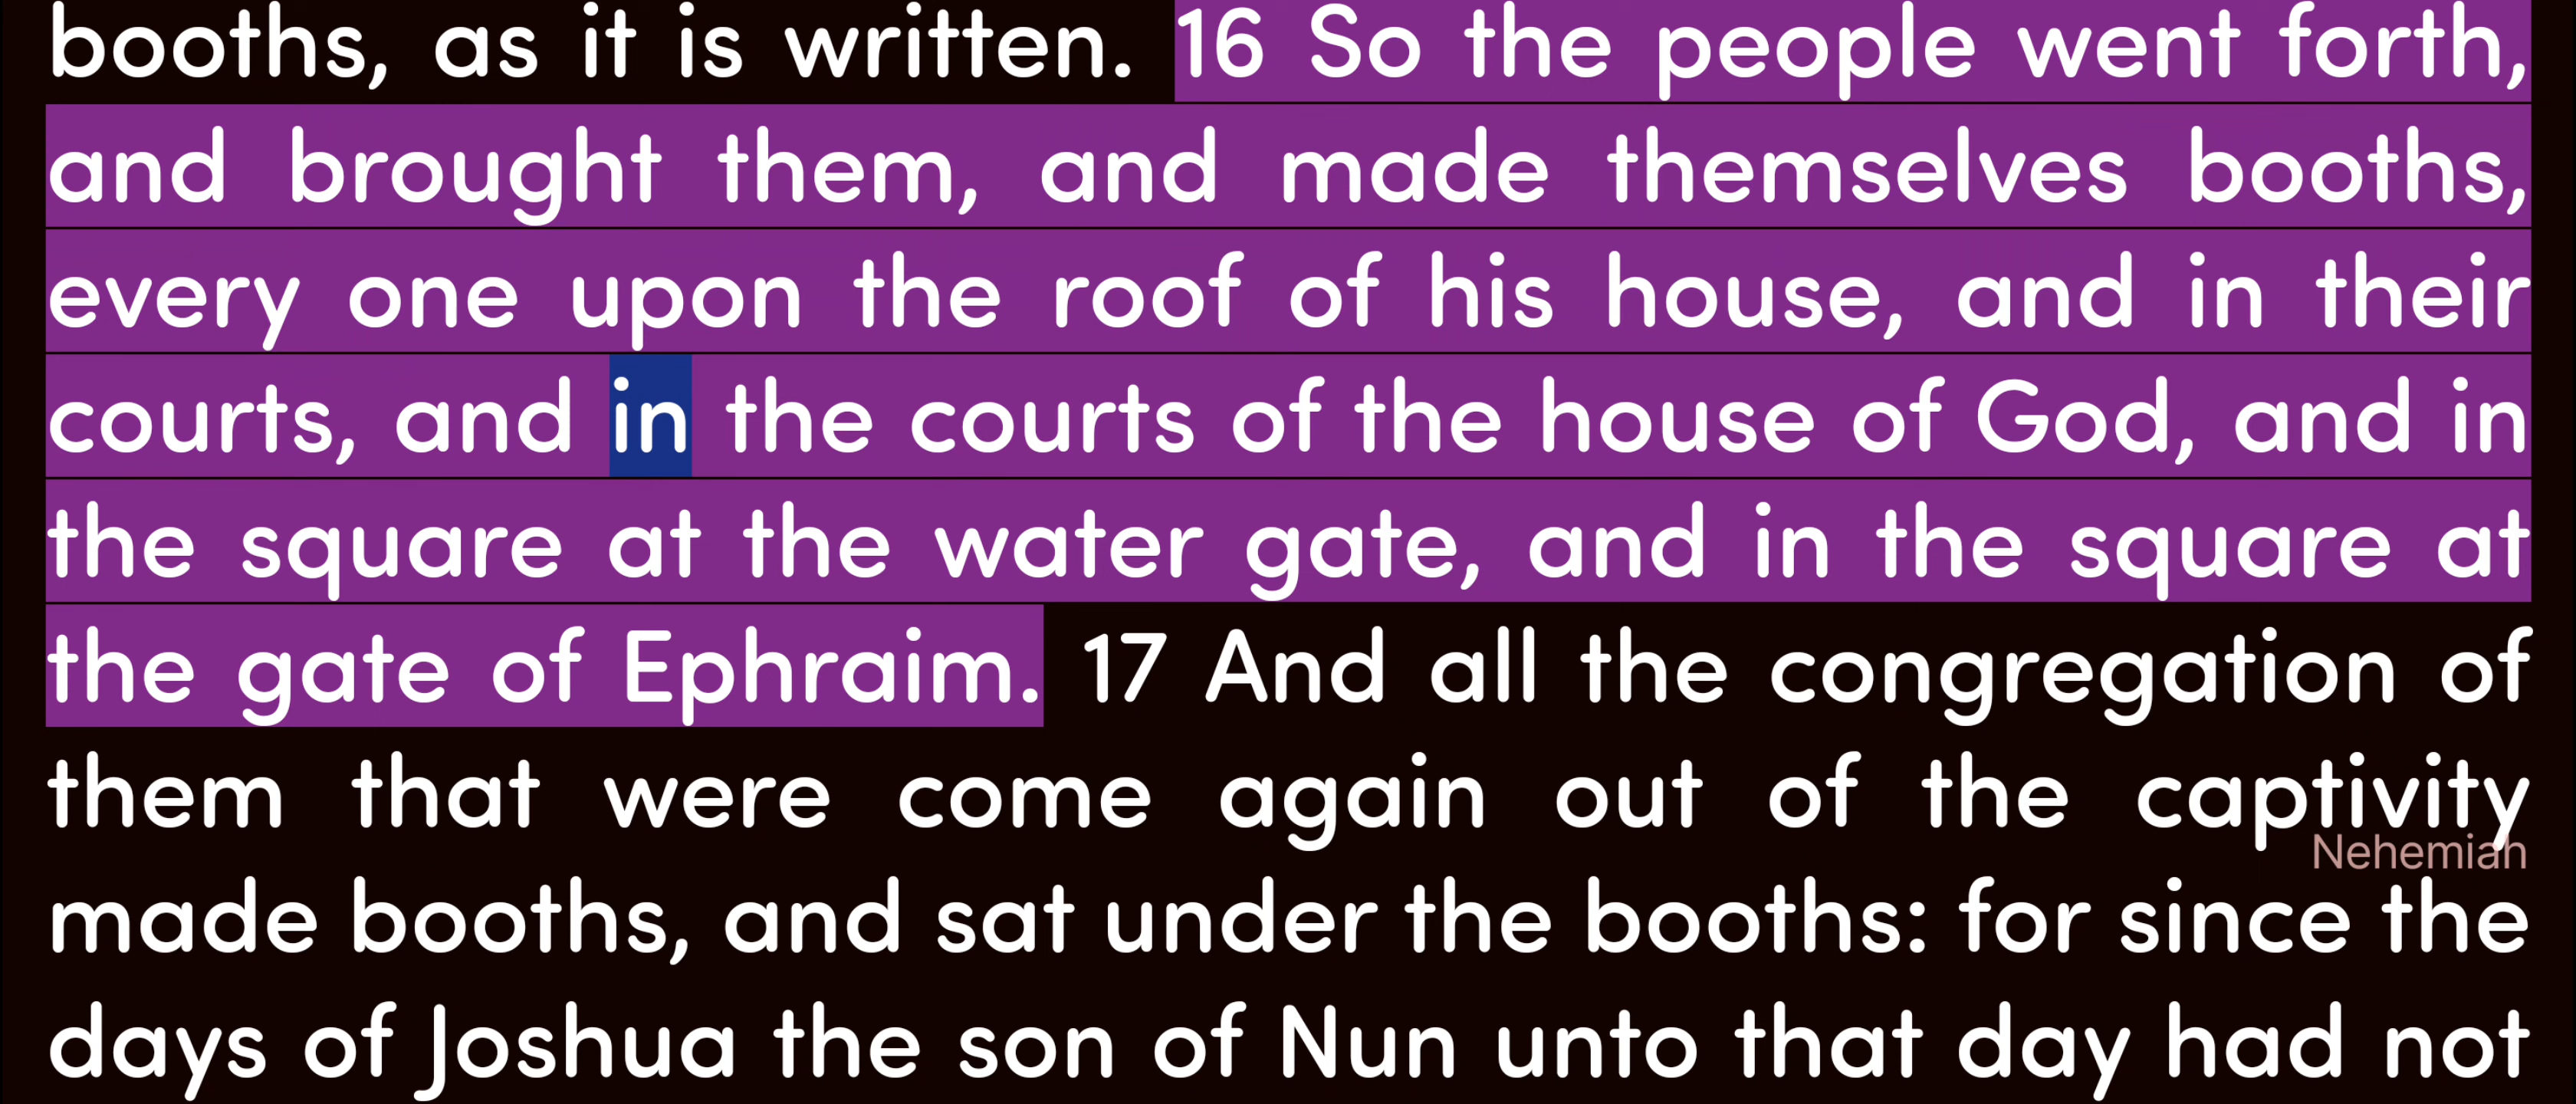 booths, as it is written. 16 So the people went forth,
and brought them, and made themselves booths,
every one upon the roof of his house, and in their
courts, and in the courts of the house of God, and in
the square at the water gate, and in the square at
the gate of Ephraim. 17 And all the congregation of
them that were come again out of the captivity
Nehemiah
made booths, and sat under the booths: for since the
days of Joshua the son of Nun unto that day had not